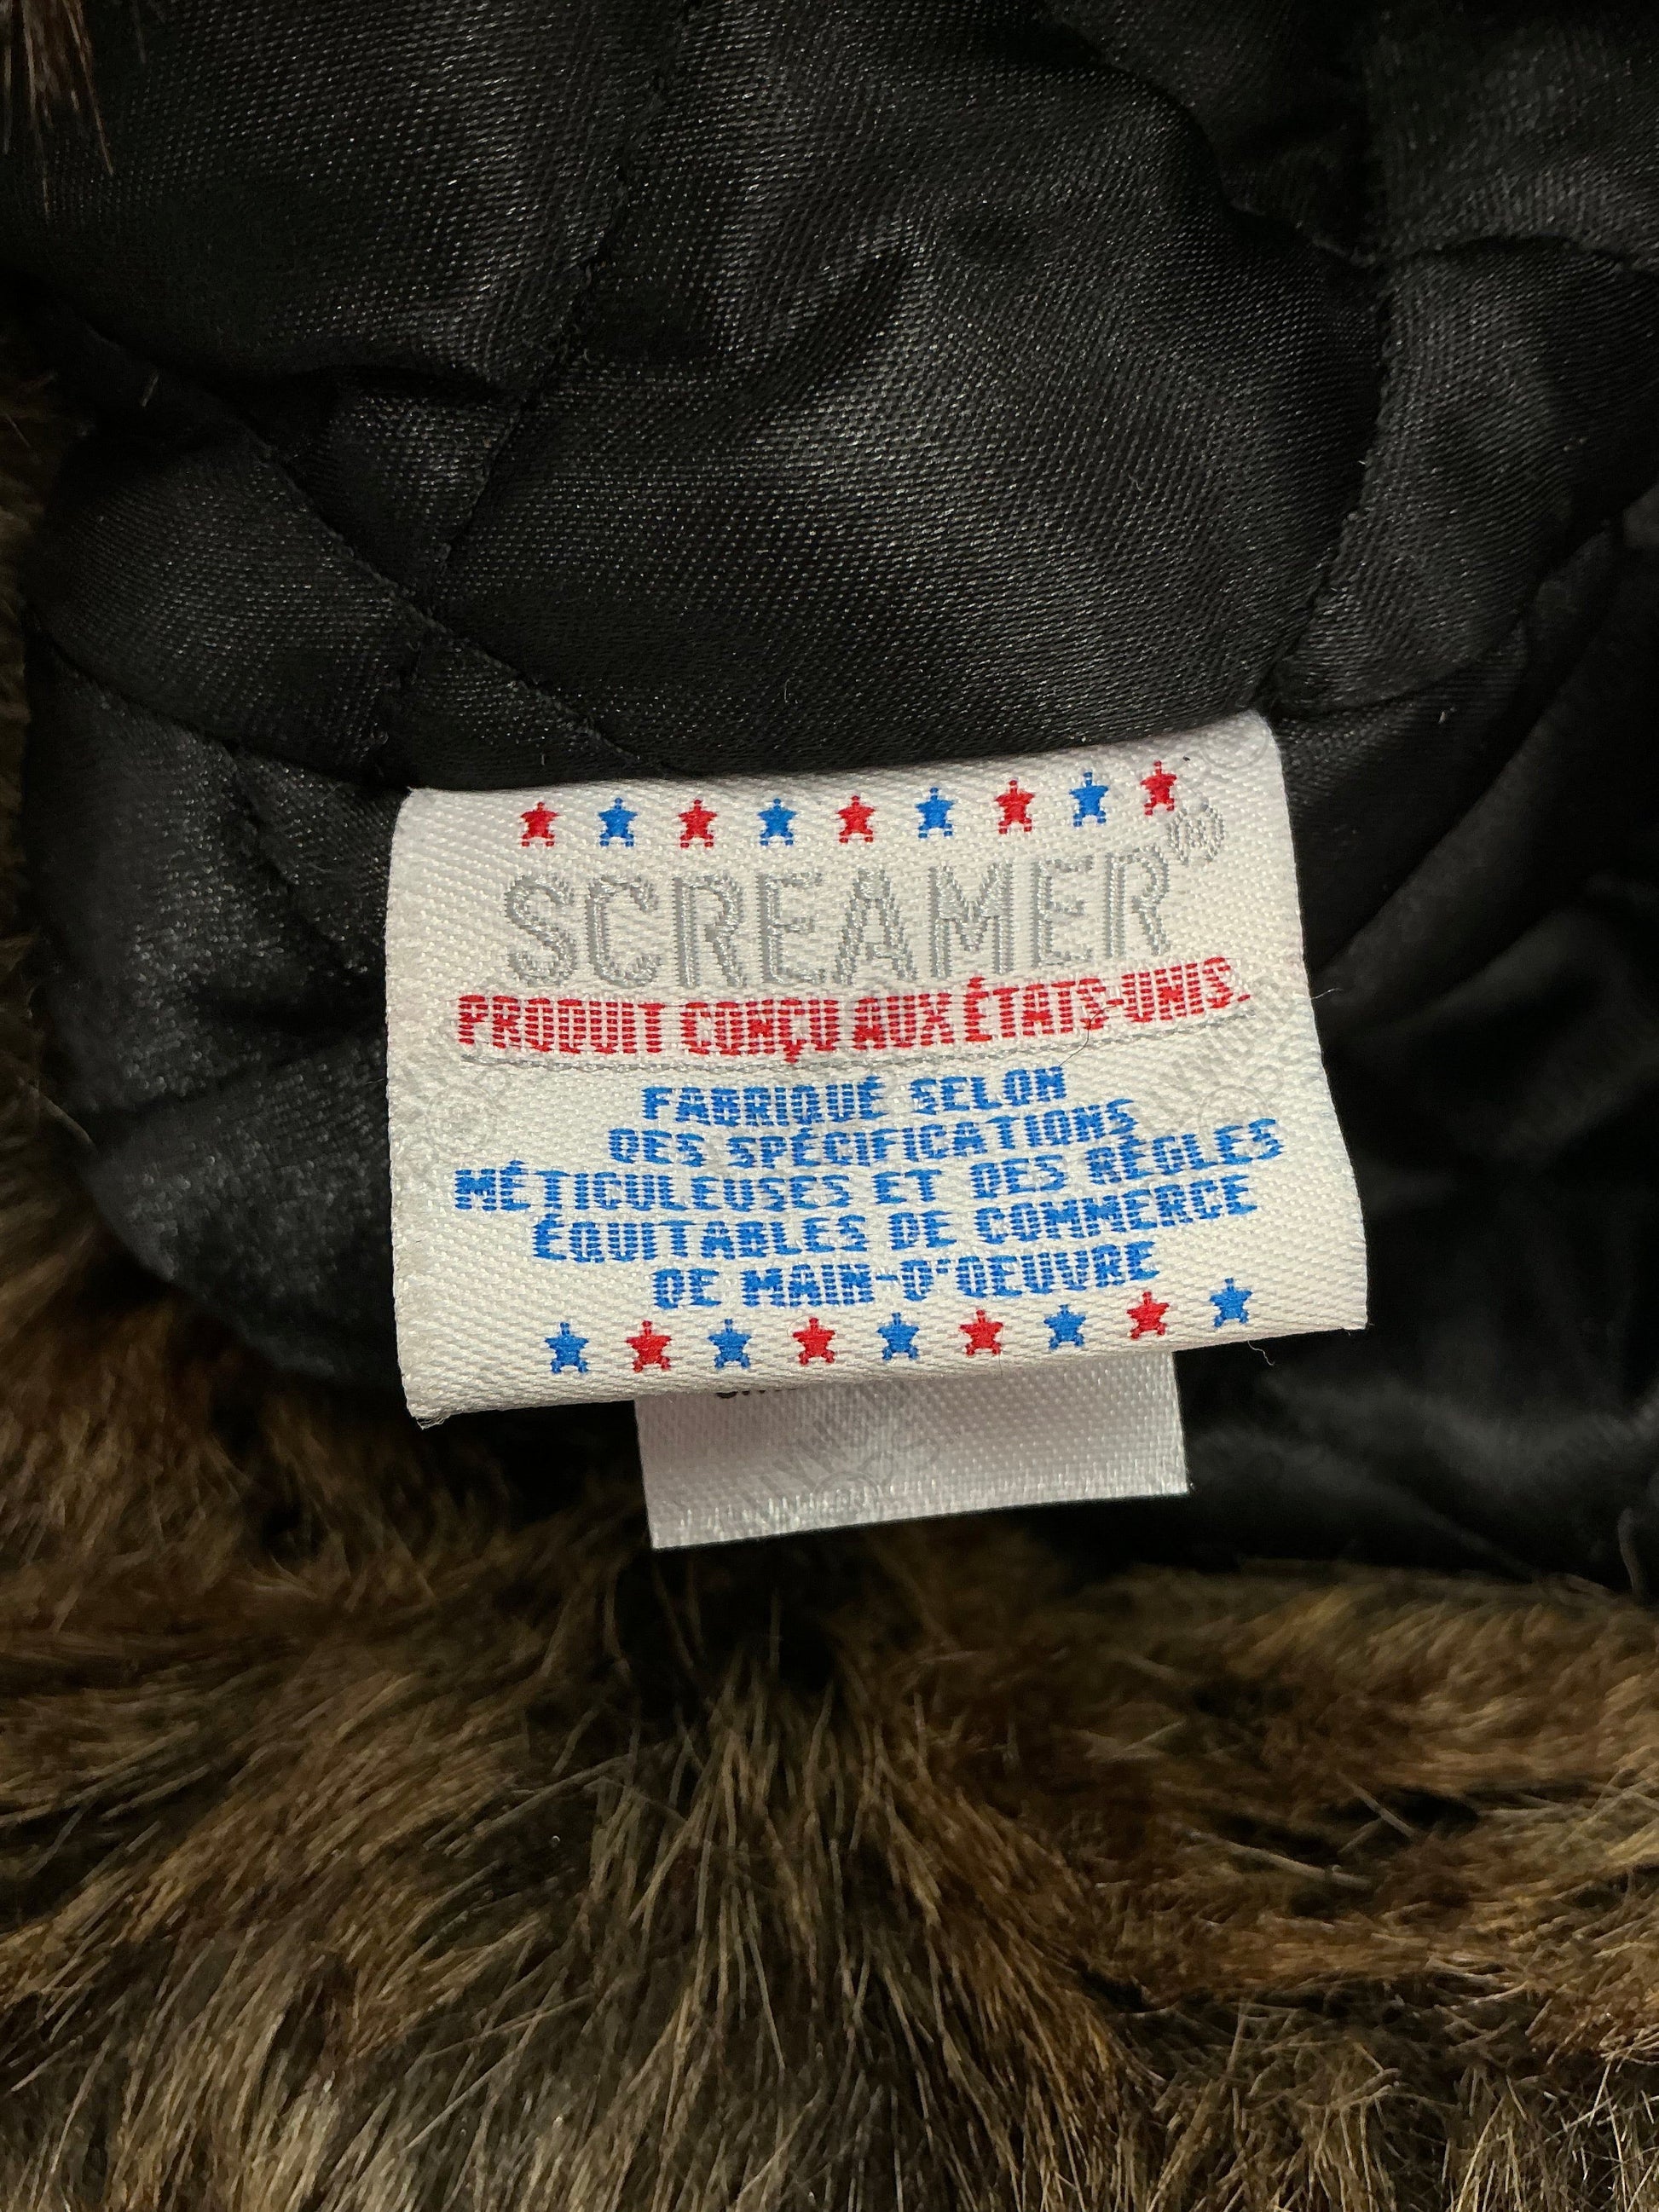 SCREAMER®
PRODUIT CONÇU AUX ÉTATS-UNIS.
FABRIQUÉ SELON
DES SPÉCIFICATIONS
MÉTICULEUSES ET DES RÈGLES
ÉQUITABLES DE COMMERCE
DE MAIN-D'OEUVRE